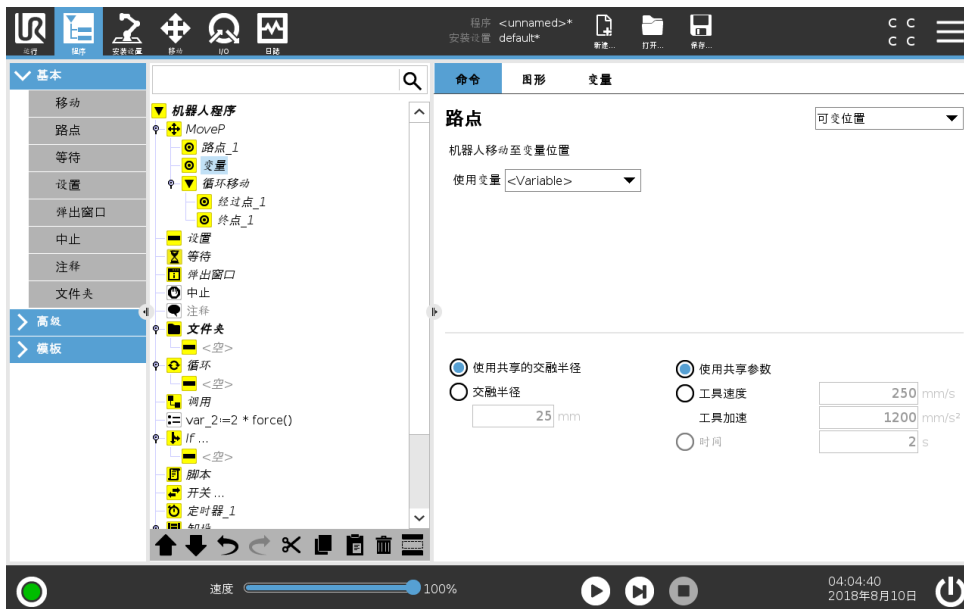 UR
运行
程序
安装设置
移动
I/O
日志
程序 <unnamed>*
安装设置 default*
新建...
打开...
保存...
C C
C C
基本
移动
路点
等待
设置
弹出窗口
中止
注释
文件夹
高级
模板
机器人程序
MoveP
路点_1
变量
循环移动
经过点_1
终点_1
设置
等待
弹出窗口
中止
注释
文件夹
<空>
循环
<空>
调用
var_2:=2 * force()
If ...
<空>
脚本
开关 ...
定时器_1
命令
图形
变量
路点
可变位置
机器人移动至变量位置
使用变量 <Variable>
使用共享的交融半径
交融半径
25 mm
使用共享参数
工具速度 250 mm/s
工具加速 1200 mm/s²
时间 2 s
速度 100%
04:04:40
2018年8月10日